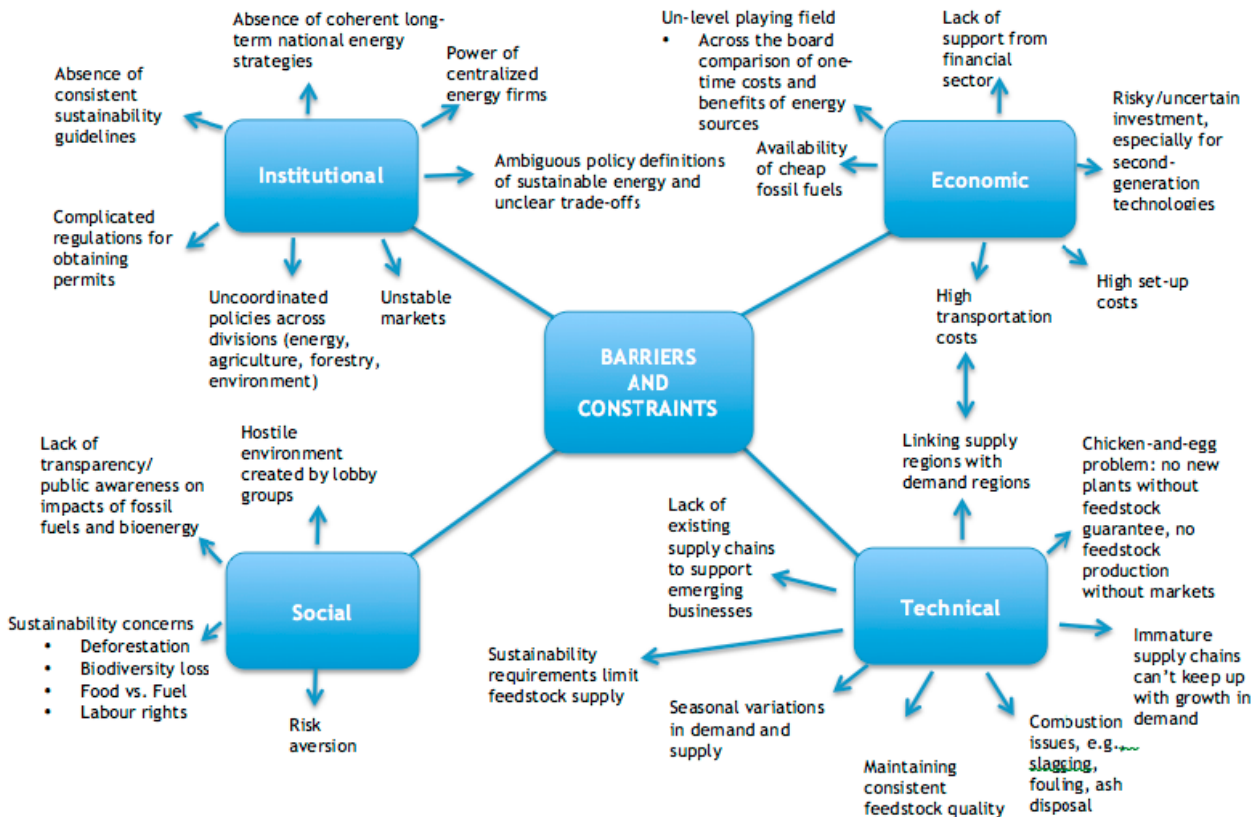 Absence of coherent long-
term national energy
strategies
Power of
centralized
energy firms
Absence of
consistent
sustainability
guidelines
Institutional
Ambiguous policy definitions
of sustainable energy and
unclear trade-offs
Complicated
regulations for
obtaining
permits
Uncoordinated
policies across
divisions (energy,
agriculture, forestry,
environment)
Unstable
markets
Un-level playing field
• Across the board
comparison of one-
time costs and
benefits of energy
sources
Lack of
support from
financial
sector
Risky/uncertain
investment,
especially for
second-
generation
technologies
Availability
of cheap
fossil fuels
Economic
High
transportation
costs
High set-up
costs
BARRIERS
AND
CONSTRAINTS
Lack of
transparency/
public awareness on
impacts of fossil
fuels and bioenergy
Hostile
environment
created by lobby
groups
Social
Sustainability concerns
• Deforestation
• Biodiversity loss
• Food vs. Fuel
• Labour rights
Risk
aversion
Linking supply
regions with
demand regions
Chicken-and-egg
problem: no new
plants without
feedstock
guarantee, no
feedstock
production
without markets
Lack of
existing
supply chains
to support
emerging
businesses
Technical
Sustainability
requirements limit
feedstock supply
Seasonal variations
in demand and
supply
Maintaining
consistent
feedstock quality
Combustion
issues, e.g.,
slagging,
fouling, ash
disposal
Immature
supply chains
can't keep up
with growth in
demand